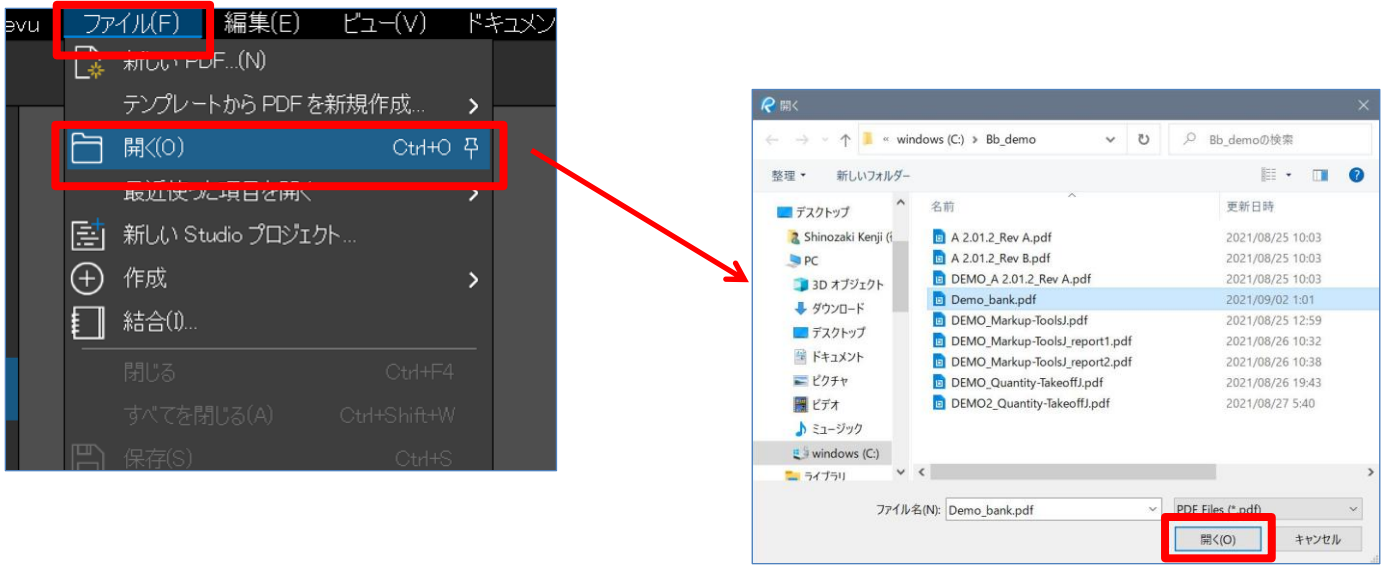 evu ファイル(F) 編集(E) ビュー(V) ドキュメン
新しい PDF...(N)
テンプレートから PDF を新規作成...
開く(O) Ctrl+O
最近使った項目を開く
新しい Studio プロジェクト...
作成
結合(I)...
閉じる Ctrl+F4
すべてを閉じる(A) Ctrl+Shift+W
保存(S) Ctrl+S
開く
« windows (C:) › Bb_demo
Bb_demoの検索
整理 新しいフォルダー
デスクトップ
Shinozaki Kenji (
PC
3D オブジェクト
ダウンロード
デスクトップ
ドキュメント
ピクチャ
ビデオ
ミュージック
windows (C:)
ライブラリ
名前 更新日時
A 2.01.2_Rev A.pdf 2021/08/25 10:03
A 2.01.2_Rev B.pdf 2021/08/25 10:03
DEMO_A 2.01.2_Rev A.pdf 2021/08/25 10:03
Demo_bank.pdf 2021/09/02 1:01
DEMO_Markup-ToolsJ.pdf 2021/08/25 12:59
DEMO_Markup-ToolsJ_report1.pdf 2021/08/26 10:32
DEMO_Markup-ToolsJ_report2.pdf 2021/08/26 10:38
DEMO_Quantity-TakeoffJ.pdf 2021/08/26 19:43
DEMO2_Quantity-TakeoffJ.pdf 2021/08/27 5:40
ファイル名(N): Demo_bank.pdf PDF Files (*.pdf)
開く(O) キャンセル